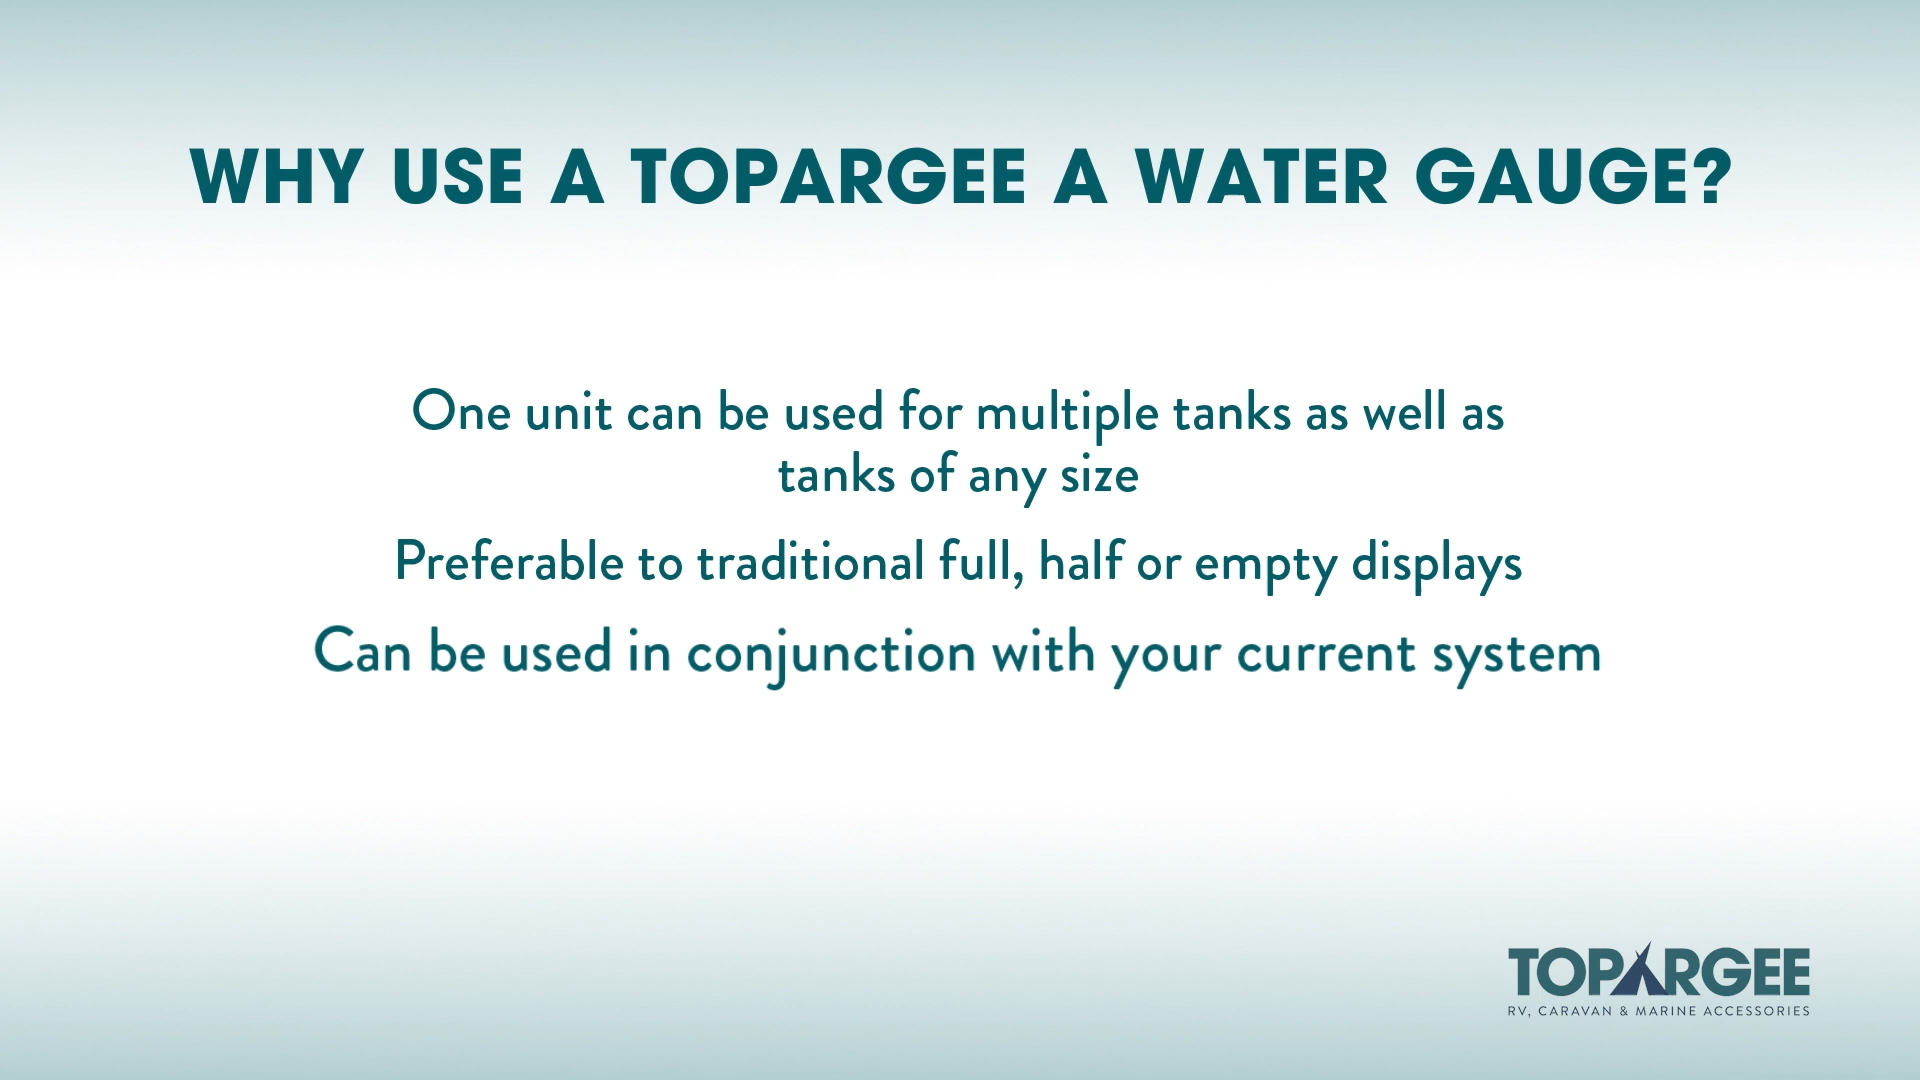 WHY USE A TOPARGEE A WATER GAUGE?
One unit can be used for multiple tanks as well as
tanks of any size
Preferable to traditional full, half or empty displays
Can be used in conjunction with your current system
TOPARGEE
RV, CARAVAN & MARINE ACCESSORIES